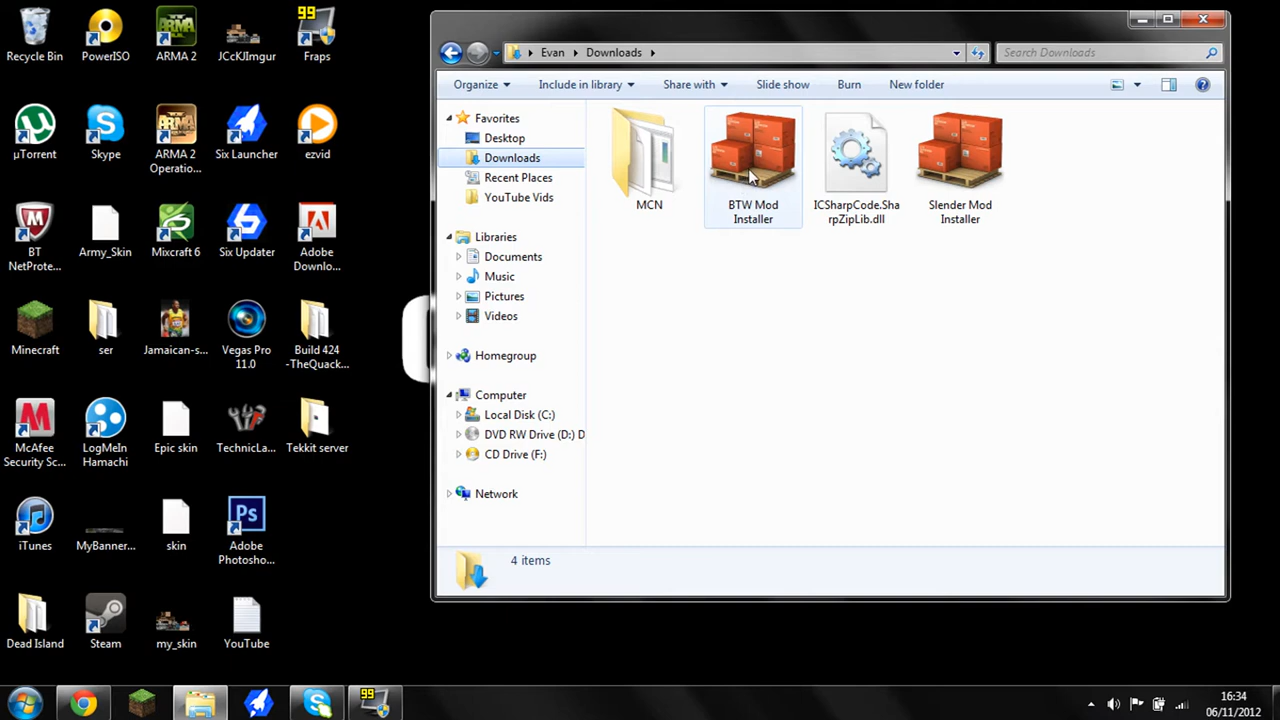 Recycle Bin
PowerISO
ARMA 2
JCcKJImgur
99
Fraps
µTorrent
Skype
ARMA 2
Operatio...
Six Launcher
ezvid
BT
NetProte...
Army_Skin
Mixcraft 6
Six Updater
Adobe
Downlo...
Minecraft
ser
Jamaican-s...
Vegas Pro
11.0
Build 424
-TheQuack...
McAfee
Security Sc...
LogMeIn
Hamachi
Epic skin
TechnicLa...
Tekkit server
iTunes
MyBanner...
skin
Adobe
Photosho...
Dead Island
Steam
my_skin
YouTube
Evan
Downloads
Search Downloads
Organize
Include in library
Share with
Slide show
Burn
New folder
Favorites
Desktop
Downloads
Recent Places
YouTube Vids
Libraries
Documents
Music
Pictures
Videos
Homegroup
Computer
Local Disk (C:)
DVD RW Drive (D:) D
CD Drive (F:)
Network
MCN
BTW Mod
Installer
ICSharpCode.Sha
rpZipLib.dll
Slender Mod
Installer
4 items
99
16:34
06/11/2012